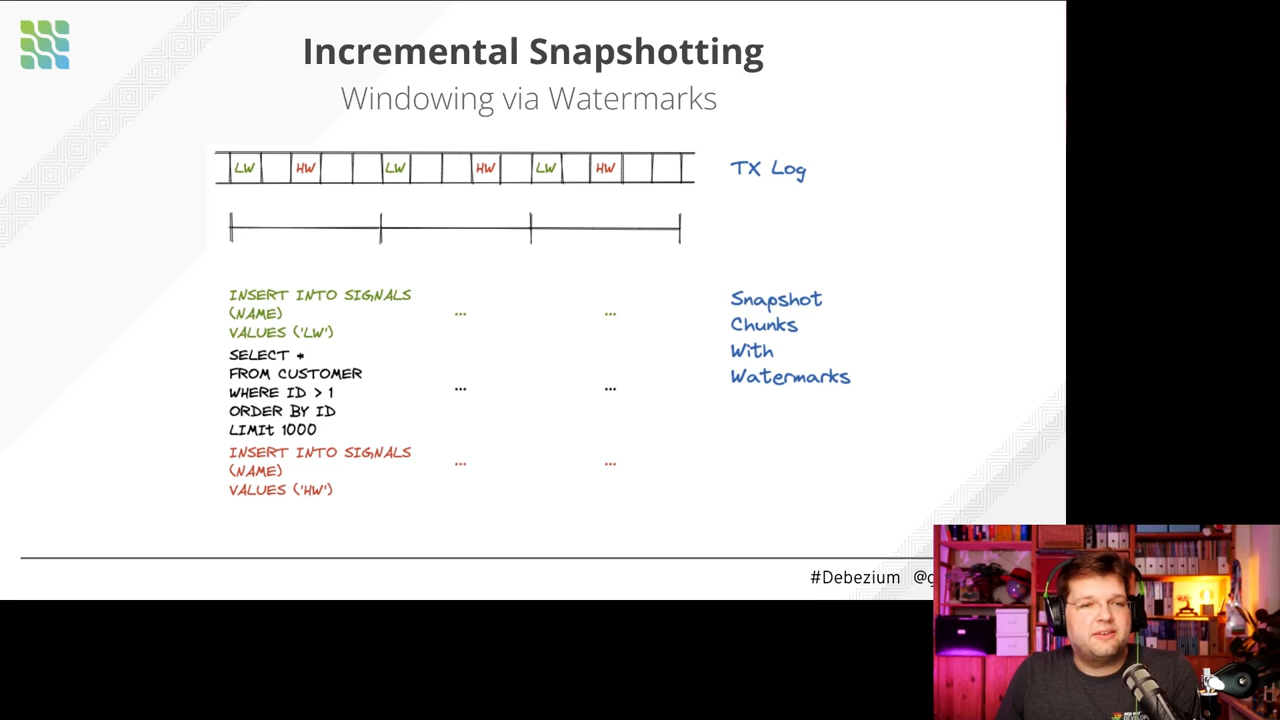 Incremental Snapshotting
Windowing via Watermarks
LW HW LW HW LW HW
TX Log
INSERT INTO SIGNALS
(NAME)
VALUES ('LW')
SELECT *
FROM CUSTOMER
WHERE ID > 1
ORDER BY ID
LIMIT 1000
INSERT INTO SIGNALS
(NAME)
VALUES ('HW')
... ...
... ...
... ...
Snapshot
Chunks
With
Watermarks
#Debezium @g